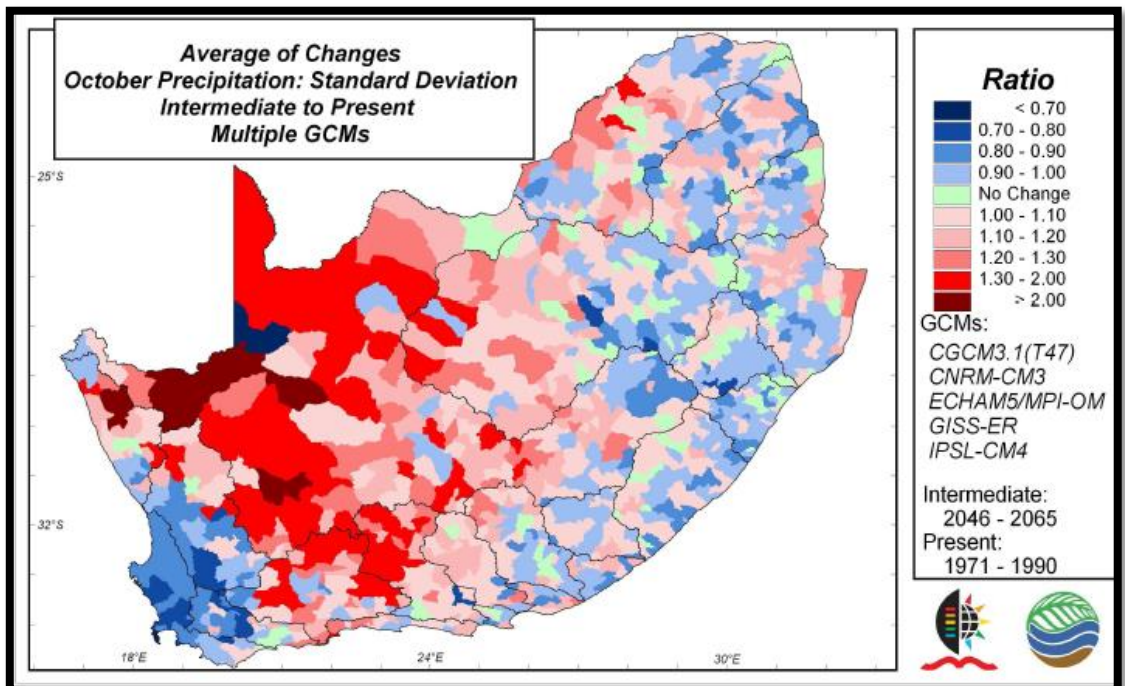 Average of Changes
October Precipitation: Standard Deviation
Intermediate to Present
Multiple GCMs
25°S
32°S
18°E
24°E
30°E
Ratio
< 0.70
0.70 - 0.80
0.80 - 0.90
0.90 - 1.00
No Change
1.00 - 1.10
1.10 - 1.20
1.20 - 1.30
1.30 - 2.00
> 2.00
GCMs:
CGCM3.1(T47)
CNRM-CM3
ECHAM5/MPI-OM
GISS-ER
IPSL-CM4
Intermediate:
2046 - 2065
Present:
1971 - 1990